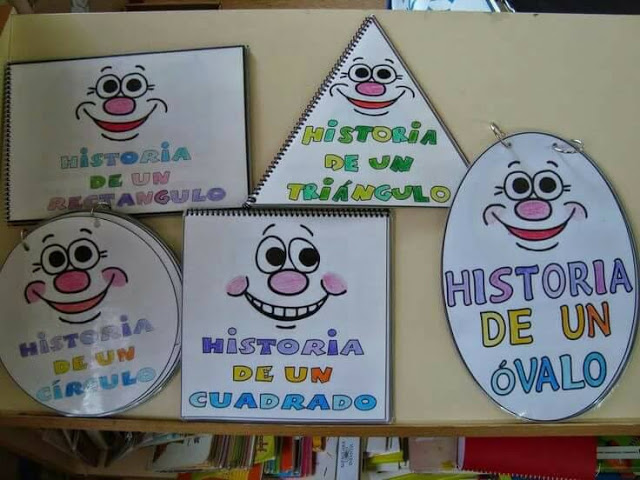 HISTORIA
DE UN
RECTANGULO
HISTORIA
DE UN
TRIÁNGULO
HISTORIA
DE UN
ÓVALO
HISTORIA
DE UN
CÍRCULO
HISTORIA
DE UN
CUADRADO